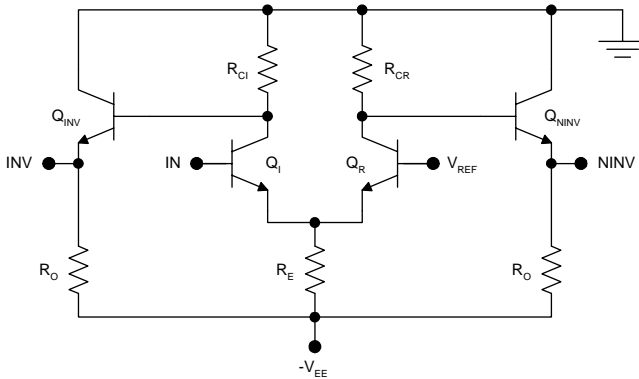 R_CI
R_CR
Q_INV
Q_NINV
INV
IN
Q_I
Q_R
V_REF
NINV
R_O
R_E
R_O
-V_EE